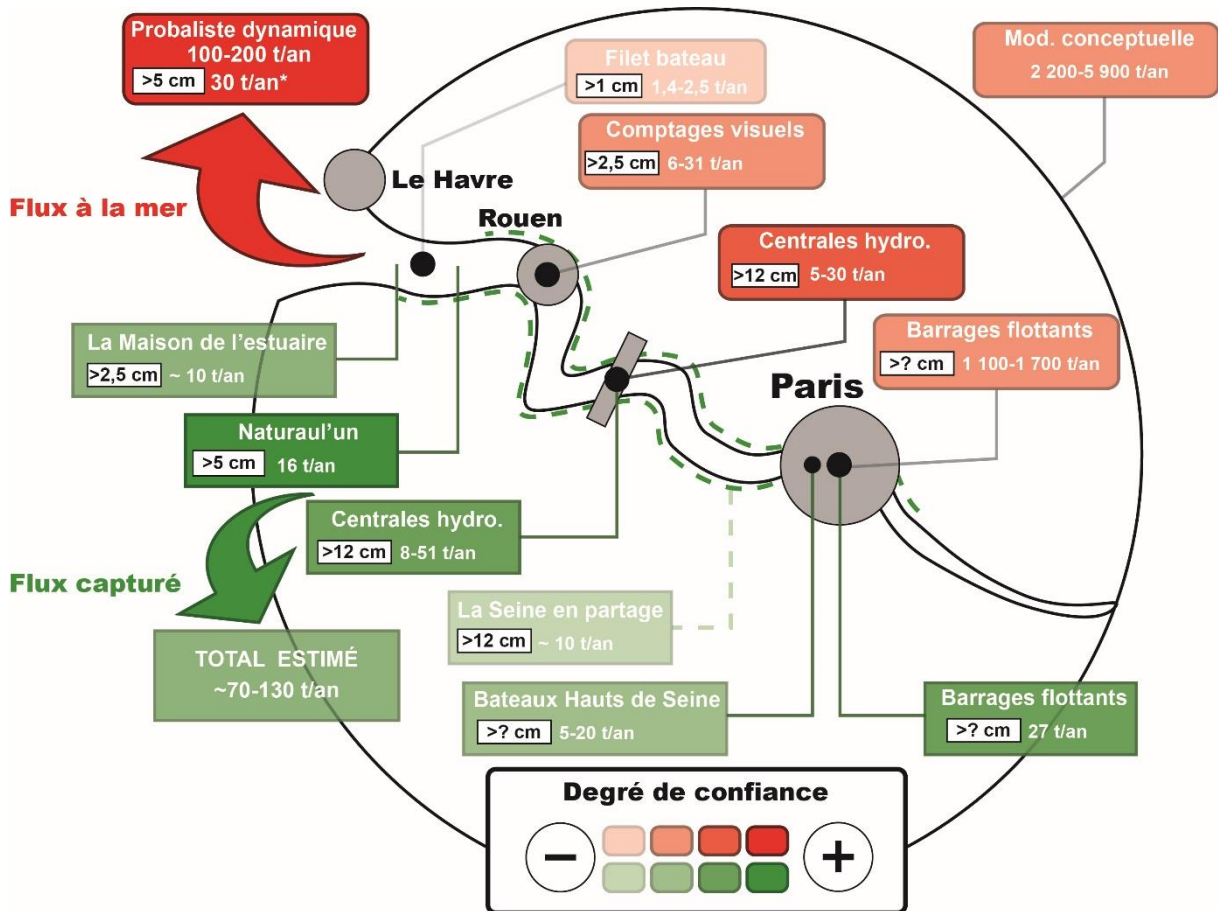 Probaliste dynamique
100-200 t/an
>5 cm 30 t/an*
Filet bateau
>1 cm 1,4-2,5 t/an
Mod. conceptuelle
2 200-5 900 t/an
Comptages visuels
>2,5 cm 6-31 t/an
Le Havre
Flux à la mer
Rouen
Centrales hydro.
>12 cm 5-30 t/an
La Maison de l'estuaire
>2,5 cm ~ 10 t/an
Barrages flottants
>? cm 1 100-1 700 t/an
Paris
Naturaul'un
>5 cm 16 t/an
Centrales hydro.
>12 cm 8-51 t/an
Flux capturé
La Seine en partage
>12 cm ~ 10 t/an
TOTAL ESTIMÉ
~70-130 t/an
Bateaux Hauts de Seine
>? cm 5-20 t/an
Barrages flottants
>? cm 27 t/an
Degré de confiance
− +